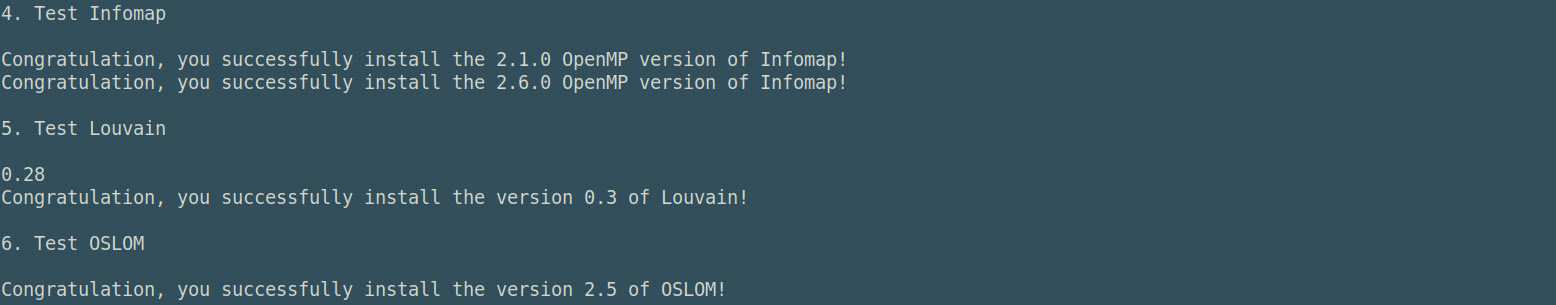 4. Test Infomap
Congratulation, you successfully install the 2.1.0 OpenMP version of Infomap!
Congratulation, you successfully install the 2.6.0 OpenMP version of Infomap!
5. Test Louvain
0.28
Congratulation, you successfully install the version 0.3 of Louvain!
6. Test OSLOM
Congratulation, you successfully install the version 2.5 of OSLOM!